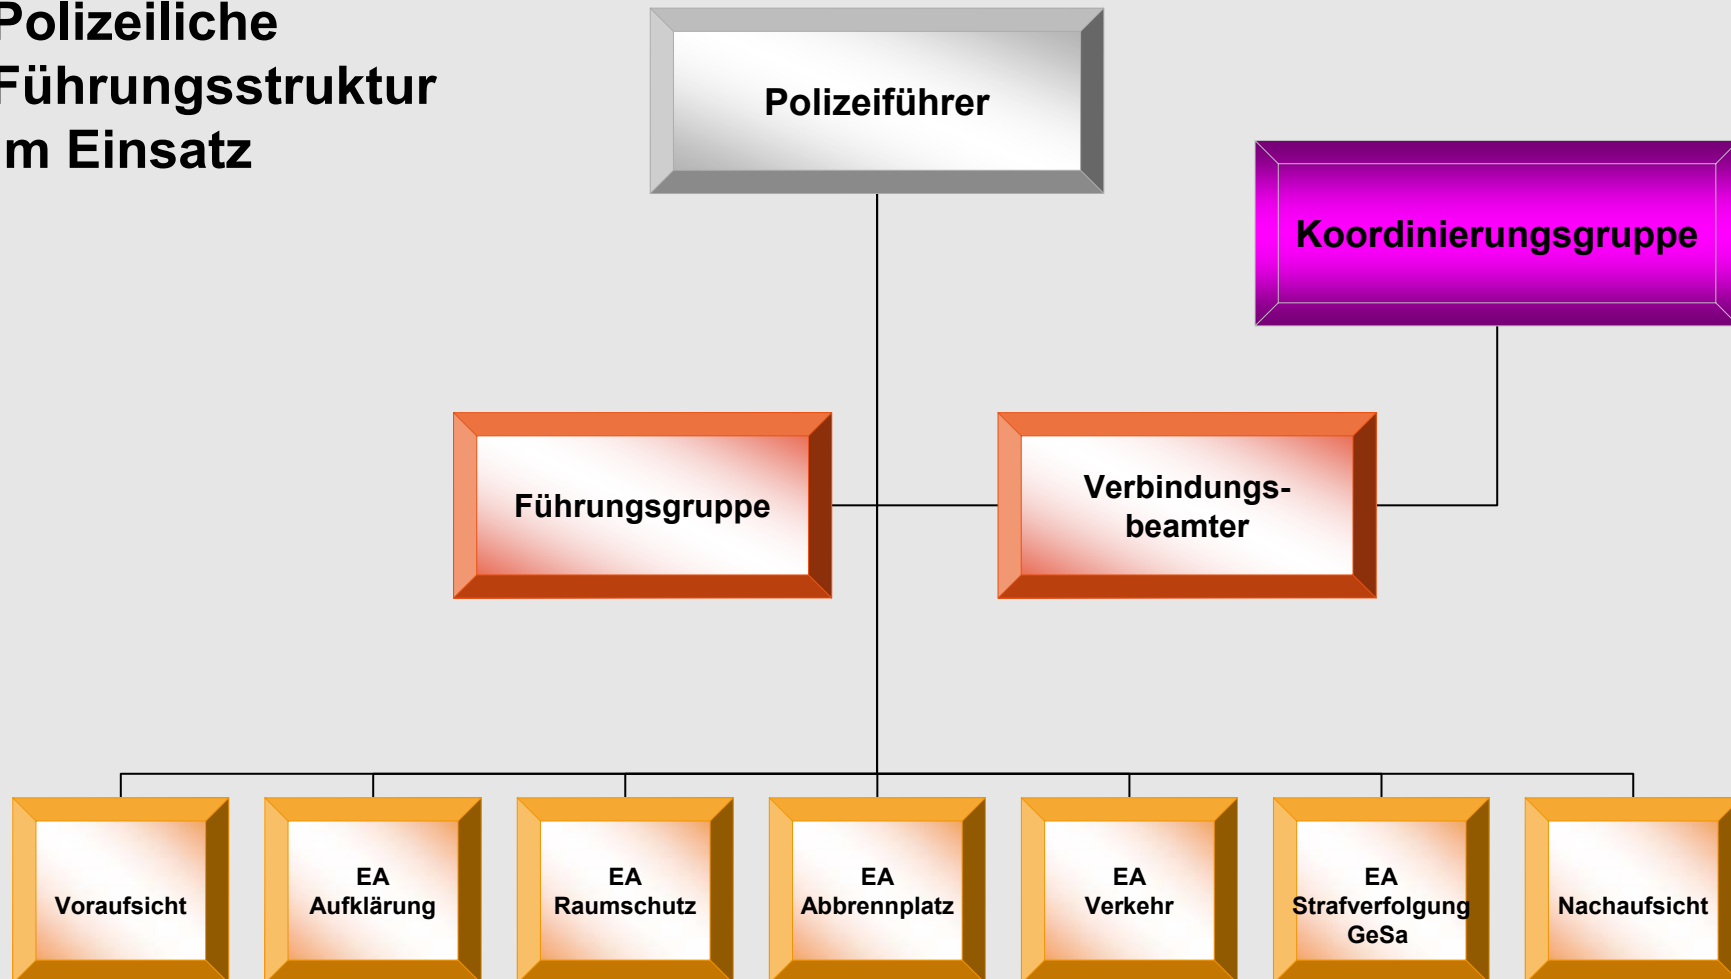 Polizeiliche
Führungsstruktur
im Einsatz
Polizeiführer
Koordinierungsgruppe
Führungsgruppe
Verbindungs-
beamter
Voraufsicht
EA
Aufklärung
EA
Raumschutz
EA
Abbrennplatz
EA
Verkehr
EA
Strafverfolgung
GeSa
Nachaufsicht